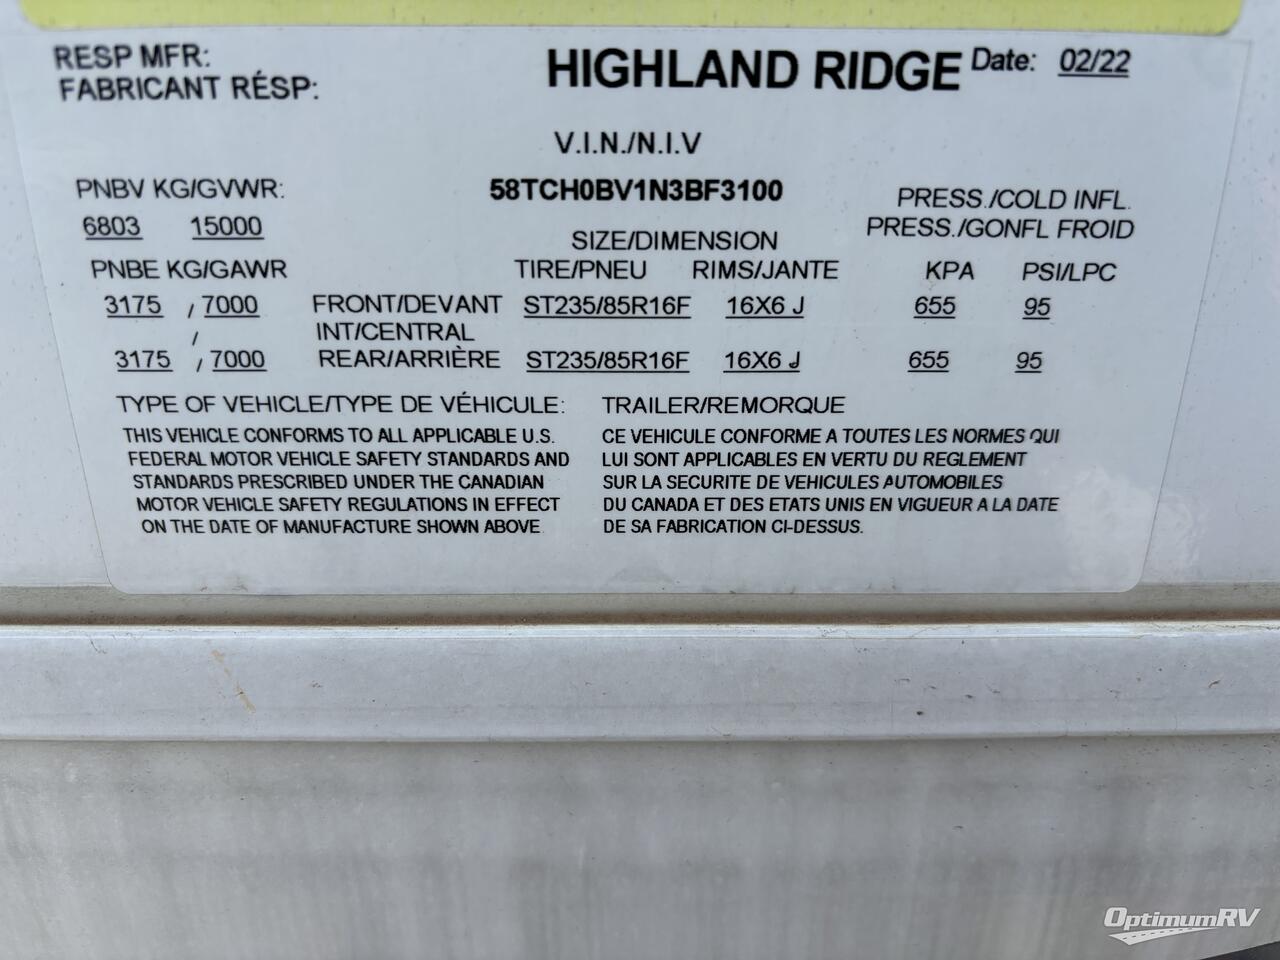 RESP MFR: HIGHLAND RIDGE Date: 02/22
FABRICANT RÉSP:
V.I.N./N.I.V
PNBV KG/GVWR: 58TCH0BV1N3BF3100 PRESS./COLD INFL.
6803 15000 PRESS./GONFL FROID
SIZE/DIMENSION
PNBE KG/GAWR TIRE/PNEU RIMS/JANTE KPA PSI/LPC
3175 , 7000 FRONT/DEVANT ST235/85R16F 16X6 J 655 95
/ INT/CENTRAL
3175 , 7000 REAR/ARRIÈRE ST235/85R16F 16X6 J 655 95
TYPE OF VEHICLE/TYPE DE VÉHICULE: TRAILER/REMORQUE
THIS VEHICLE CONFORMS TO ALL APPLICABLE U.S.
FEDERAL MOTOR VEHICLE SAFETY STANDARDS AND
STANDARDS PRESCRIBED UNDER THE CANADIAN
MOTOR VEHICLE SAFETY REGULATIONS IN EFFECT
ON THE DATE OF MANUFACTURE SHOWN ABOVE.
CE VEHICULE CONFORME A TOUTES LES NORMES QUI
LUI SONT APPLICABLES EN VERTU DU REGLEMENT
SUR LA SECURITE DE VEHICULES AUTOMOBILES
DU CANADA ET DES ETATS UNIS EN VIGUEUR A LA DATE
DE SA FABRICATION CI-DESSUS.
OptimumRV